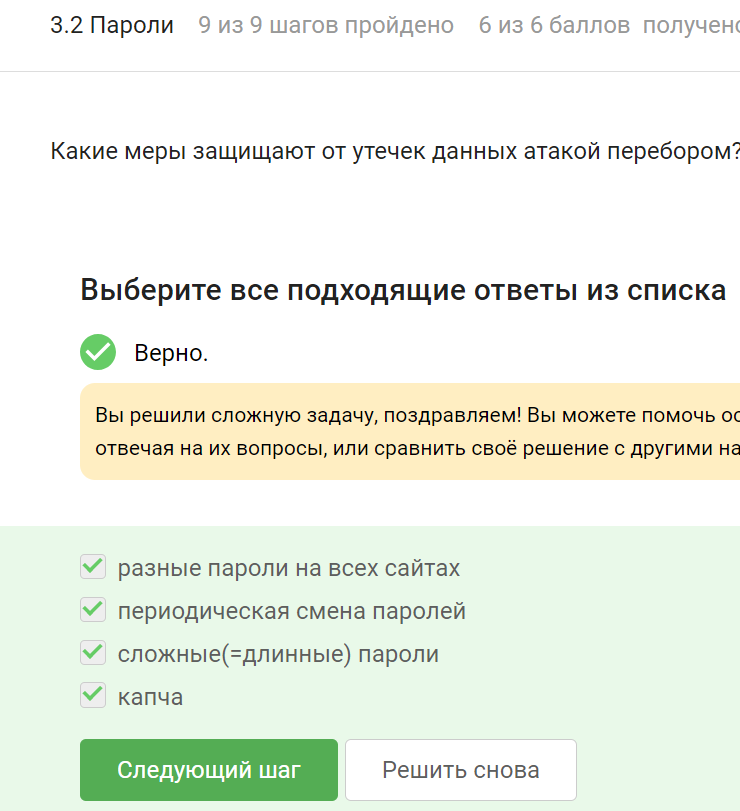 3.2 Пароли 9 из 9 шагов пройдено 6 из 6 баллов получено
Какие меры защищают от утечек данных атакой перебором?
Выберите все подходящие ответы из списка
Верно.
Вы решили сложную задачу, поздравляем! Вы можете помочь ос
отвечая на их вопросы, или сравнить своё решение с другими на
разные пароли на всех сайтах
периодическая смена паролей
сложные(=длинные) пароли
капча
Следующий шаг Решить снова